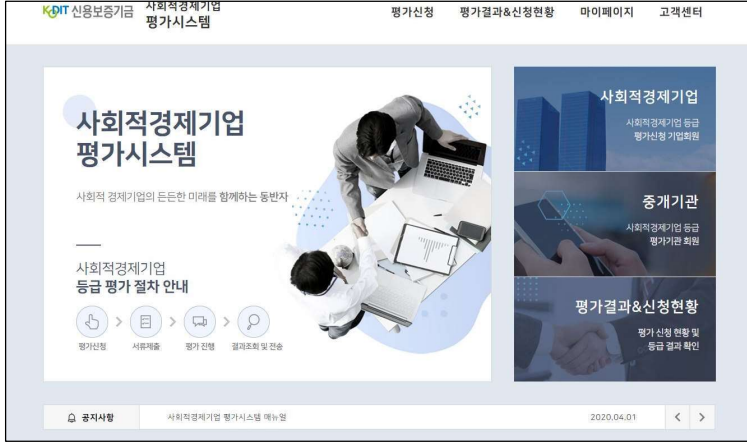 KODIT 신용보증기금
사회적경제기업
평가시스템
평가신청 평가결과&신청현황 마이페이지 고객센터
사회적경제기업
평가시스템
사회적 경제기업의 든든한 미래를 함께하는 동반자
사회적경제기업
등급 평가 절차 안내
평가신청 서류제출 평가 진행 결과조회 및 전송
사회적경제기업
사회적경제기업 등급
평가신청 기업회원
중개기관
사회적경제기업 등급
평가기관 회원
평가결과&신청현황
평가 신청 현황 및
등급 결과 확인
공지사항 사회적경제기업 평가시스템 매뉴얼 2020.04.01